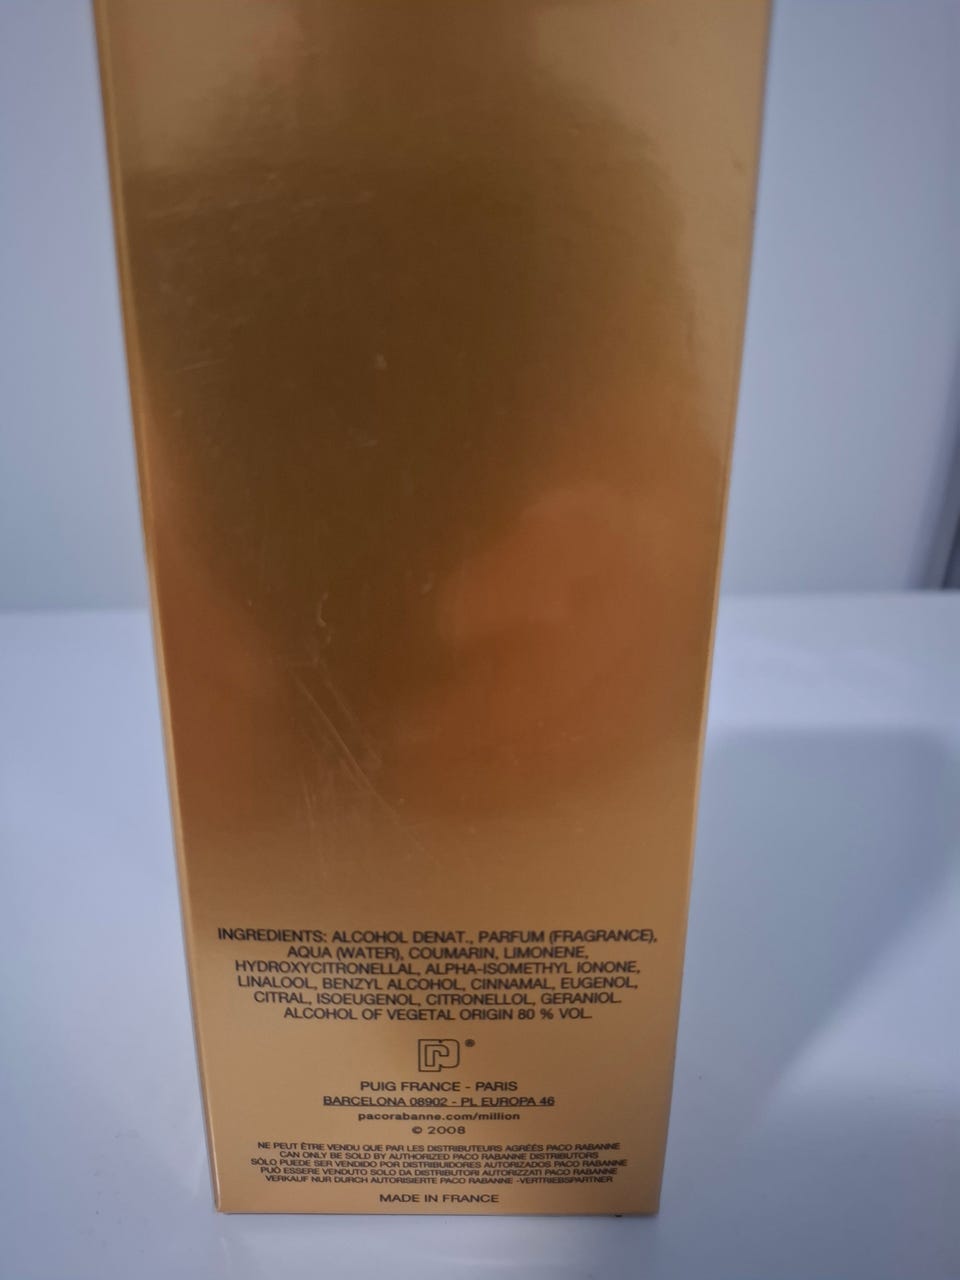 INGREDIENTS: ALCOHOL DENAT., PARFUM (FRAGRANCE),
AQUA (WATER), COUMARIN, LIMONENE,
HYDROXYCITRONELLAL, ALPHA-ISOMETHYL IONONE,
LINALOOL, BENZYL ALCOHOL, CINNAMAL, EUGENOL,
CITRAL, ISOEUGENOL, CITRONELLOL, GERANIOL.
ALCOHOL OF VEGETAL ORIGIN 80 % VOL.
®
PUIG FRANCE - PARIS
BARCELONA 08902 - PL EUROPA 46
pacorabanne.com/million
© 2008
NE PEUT ÊTRE VENDU QUE PAR LES DISTRIBUTEURS AGRÉÉS PACO RABANNE
CAN ONLY BE SOLD BY AUTHORIZED PACO RABANNE DISTRIBUTORS
SÓLO PUEDE SER VENDIDO POR DISTRIBUIDORES AUTORIZADOS PACO RABANNE
PUÒ ESSERE VENDUTO SOLO DA DISTRIBUTORI AUTORIZZATI PACO RABANNE
VERKAUF NUR DURCH AUTORISIERTE PACO RABANNE -VERTRIEBSPARTNER
MADE IN FRANCE